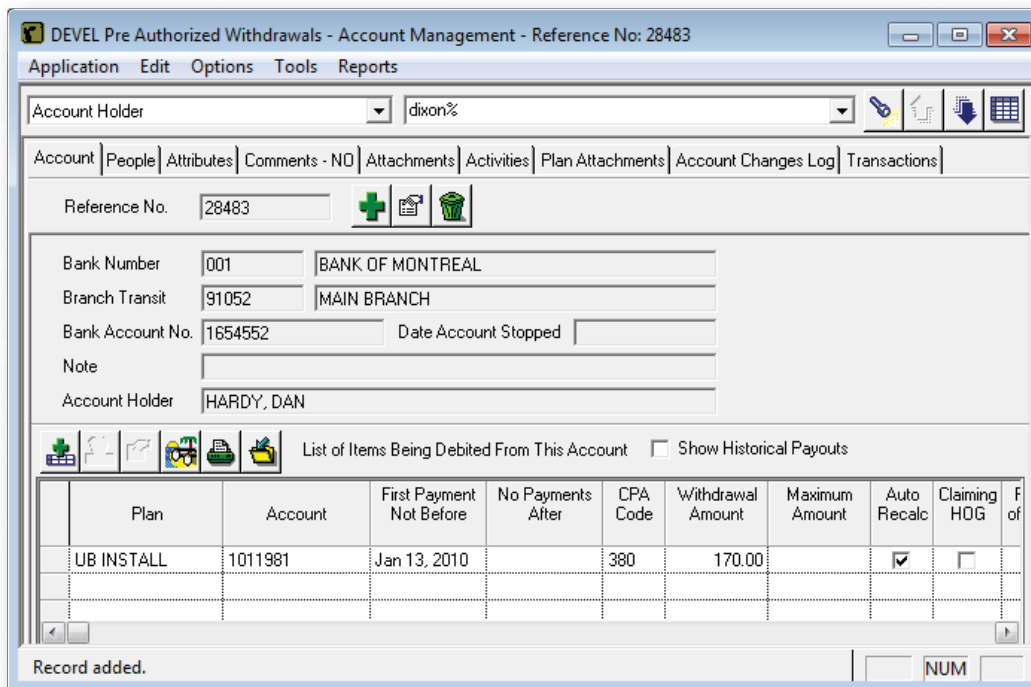 DEVEL Pre Authorized Withdrawals - Account Management - Reference No: 28483
Application Edit Options Tools Reports
Account Holder dixon%
Account People Attributes Comments - NO Attachments Activities Plan Attachments Account Changes Log Transactions
Reference No. 28483
Bank Number 001 BANK OF MONTREAL
Branch Transit 91052 MAIN BRANCH
Bank Account No. 1654552 Date Account Stopped
Note
Account Holder HARDY, DAN
List of Items Being Debited From This Account Show Historical Payouts
Plan Account First Payment Not Before No Payments After CPA Code Withdrawal Amount Maximum Amount Auto Recalc Claiming HOG
UB INSTALL 1011981 Jan 13, 2010 380 170.00
Record added. NUM